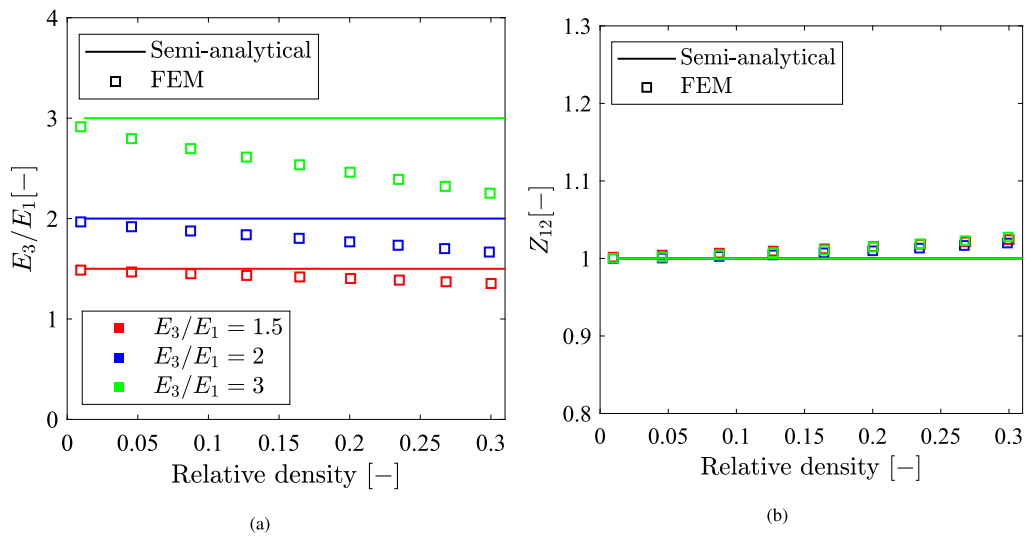 4
3
2
1
0
E₃/E₁[−]
Semi-analytical
FEM
E₃/E₁ = 1.5
E₃/E₁ = 2
E₃/E₁ = 3
0 0.05 0.1 0.15 0.2 0.25 0.3
Relative density [−]
(a)
1.3
1.2
1.1
1
0.9
0.8
Z₁₂[−]
Semi-analytical
FEM
0 0.05 0.1 0.15 0.2 0.25 0.3
Relative density [−]
(b)